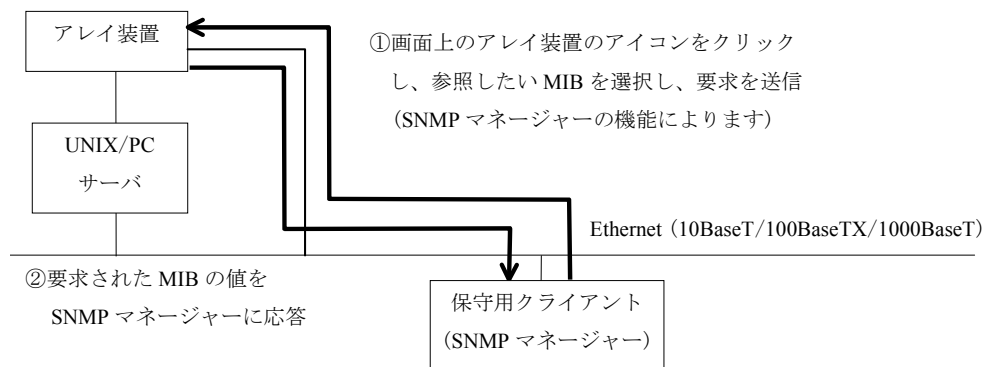 アレイ装置
①画面上のアレイ装置のアイコンをクリック
し、参照したい MIB を選択し、要求を送信
（SNMP マネージャーの機能によります）
UNIX/PC
サーバ
Ethernet（10BaseT/100BaseTX/1000BaseT）
②要求された MIB の値を
SNMP マネージャーに応答
保守用クライアント
（SNMP マネージャー）